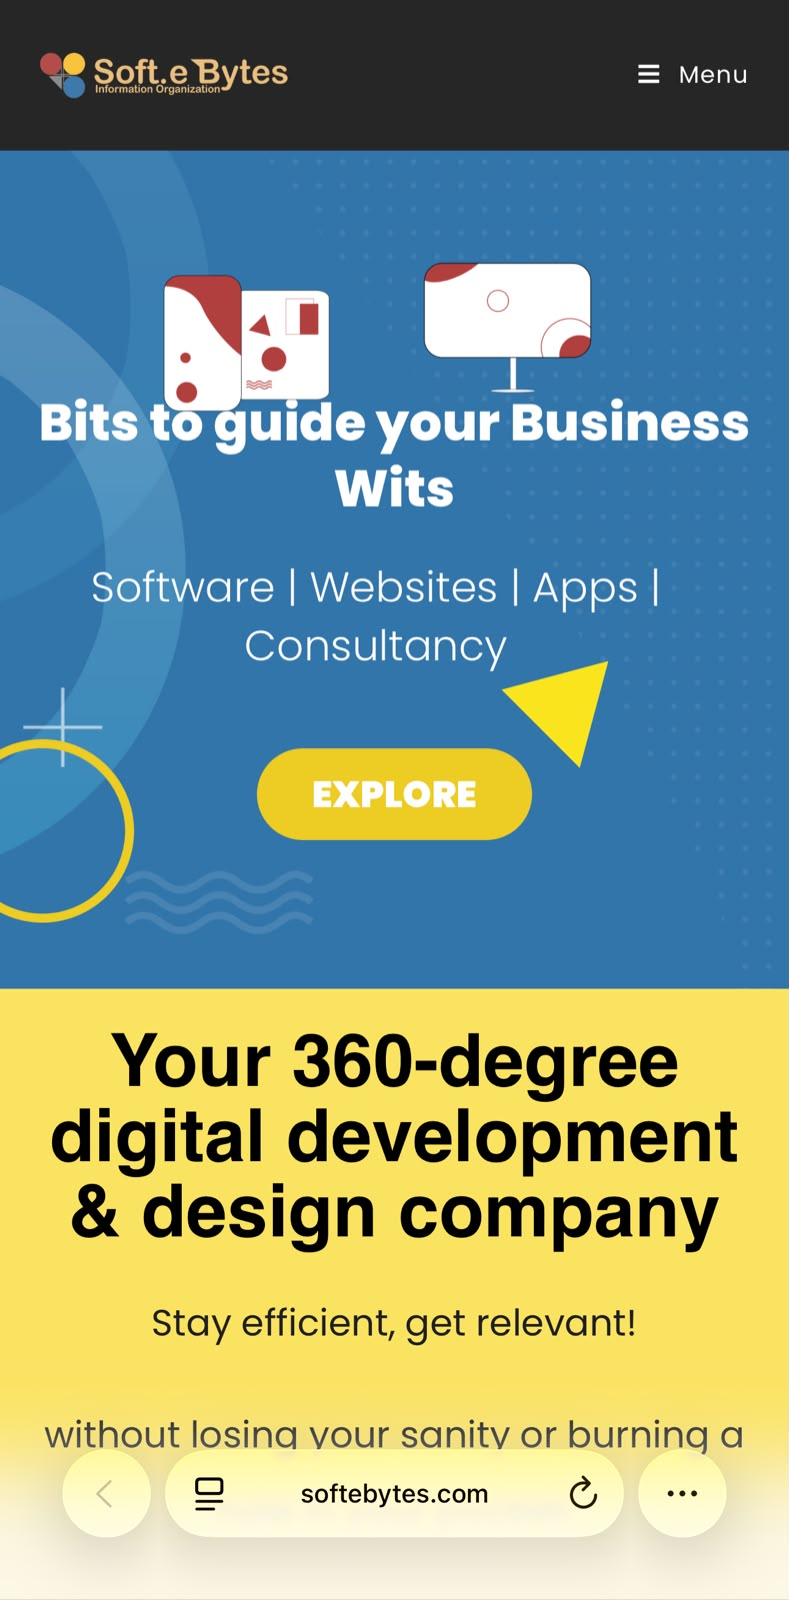 Soft.e Bytes
Information Organization
Menu
Bits to guide your Business
Wits
Software | Websites | Apps |
Consultancy
EXPLORE
Your 360-degree
digital development
& design company
Stay efficient, get relevant!
without losing your sanity or burning a
softebytes.com